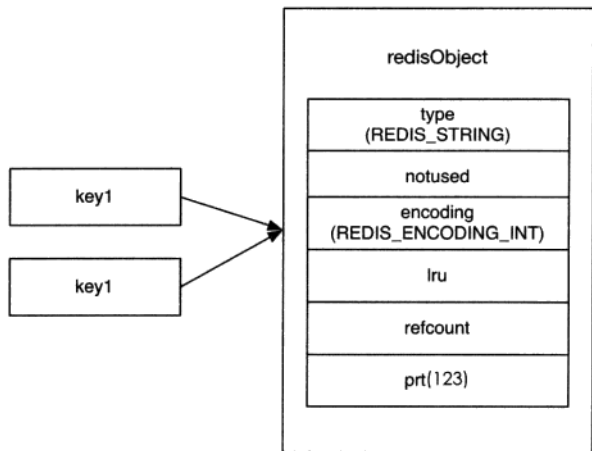 redisObject
type
(REDIS_STRING)
notused
key1
encoding
(REDIS_ENCODING_INT)
key1
lru
refcount
prt(123)